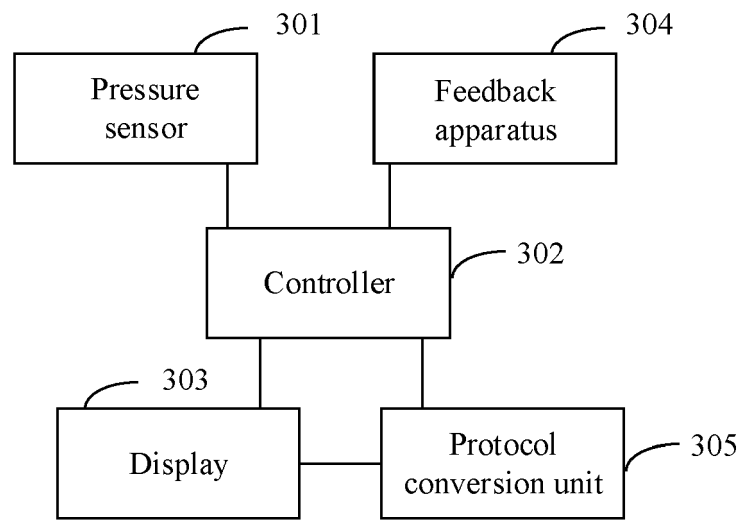 301
304
Pressure
sensor
Feedback
apparatus
302
Controller
303
Display
Protocol
conversion unit
305